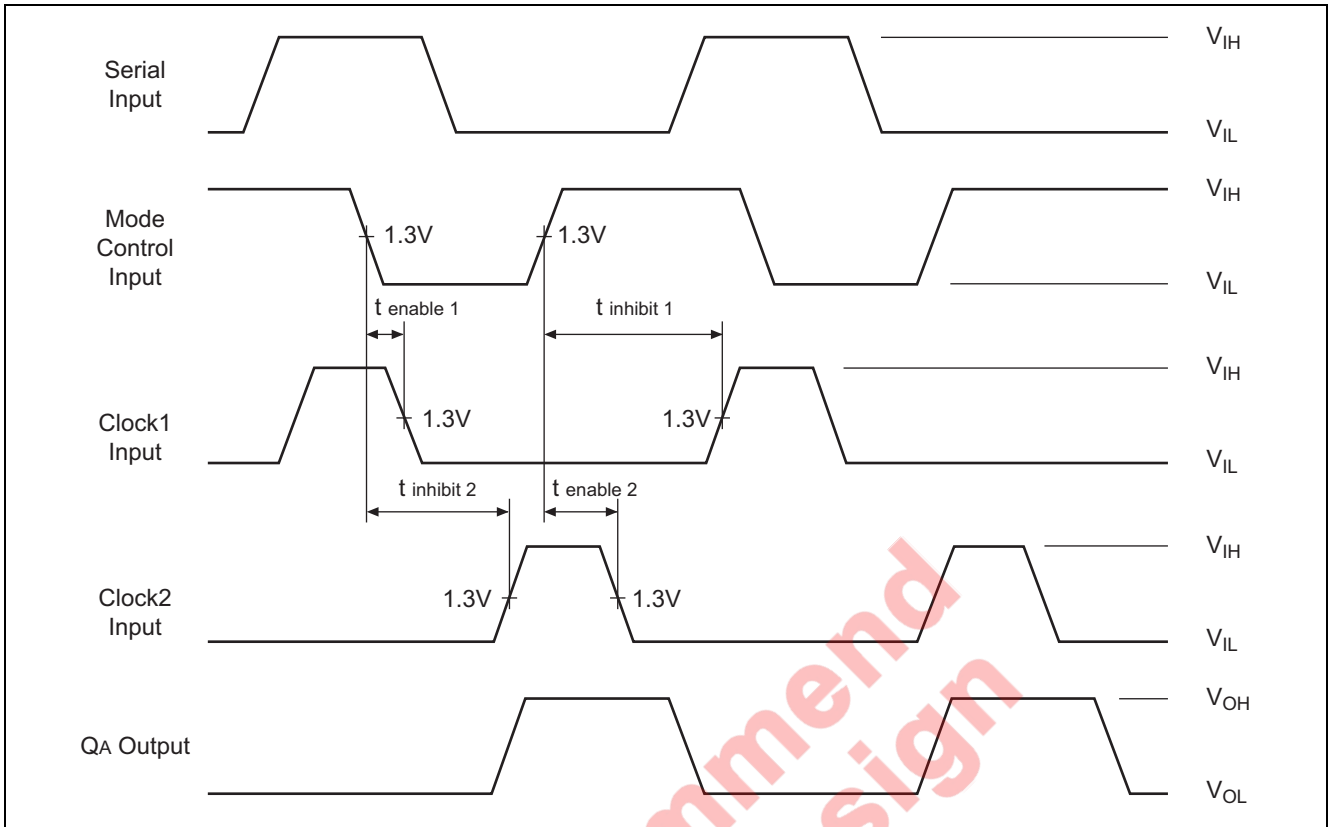 Serial
Input
VIH
VIL
Mode
Control
Input
VIH
1.3V
1.3V
VIL
t enable 1
t inhibit 1
Clock1
Input
VIH
1.3V
1.3V
VIL
t inhibit 2
t enable 2
Clock2
Input
VIH
1.3V
1.3V
VIL
QA Output
VOH
VOL
mmend
sign